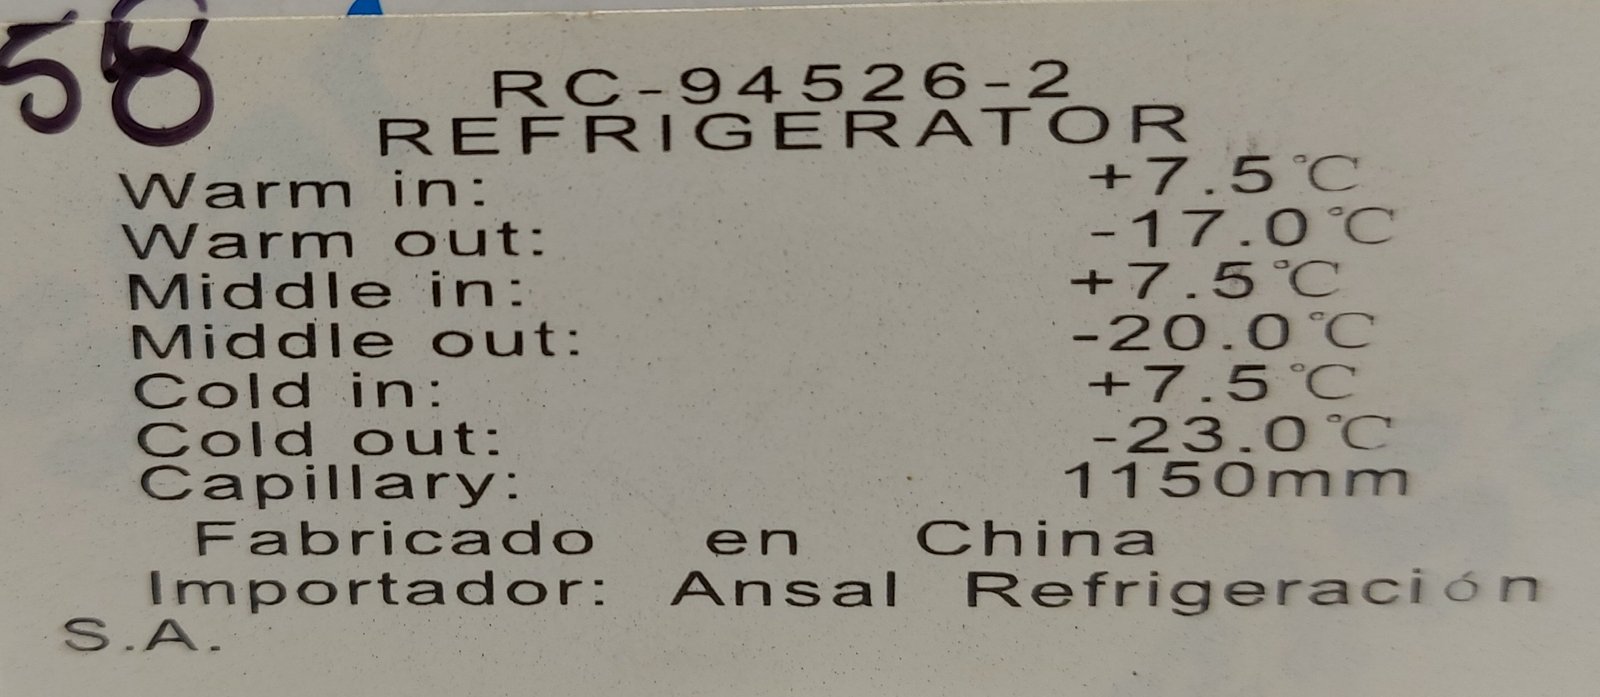 58
RC-94526-2
REFRIGERATOR
Warm in: +7.5℃
Warm out: -17.0℃
Middle in: +7.5℃
Middle out: -20.0℃
Cold in: +7.5℃
Cold out: -23.0℃
Capillary: 1150mm
Fabricado en China
Importador: Ansal Refrigeración
S.A.